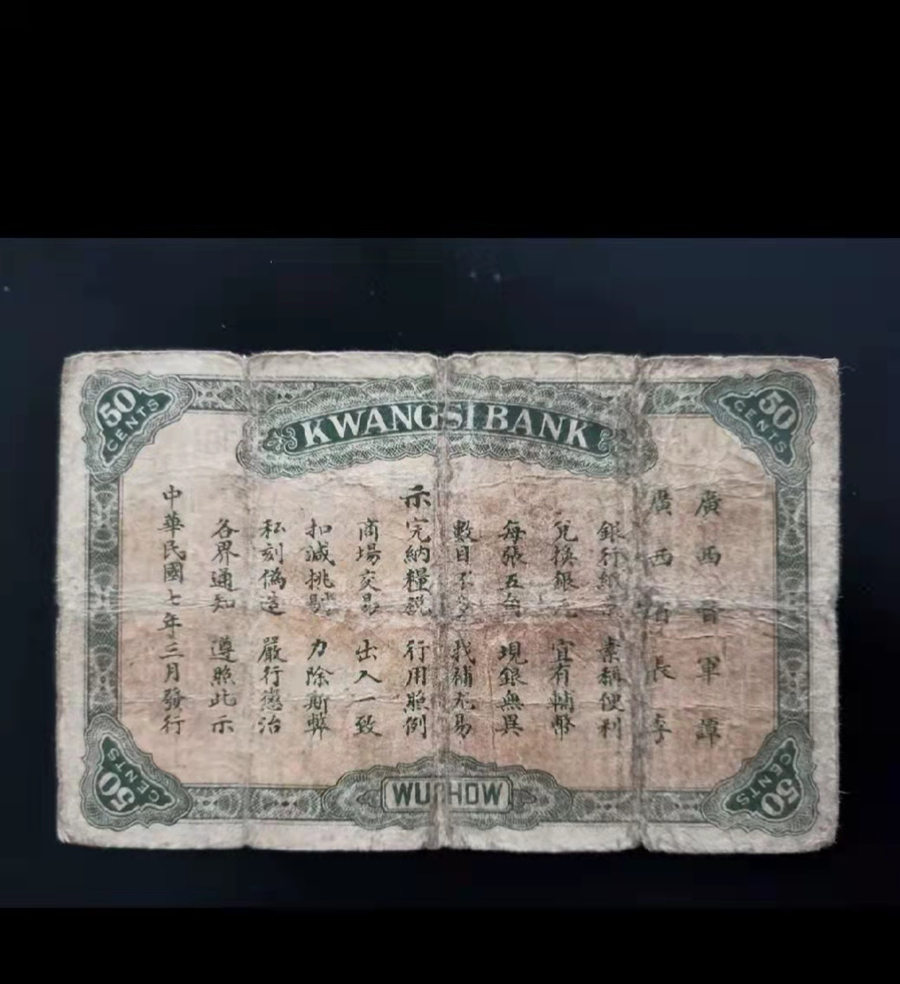 50 CENTS
KWANGSI BANK
50 CENTS
廣西督軍譚
廣西省長李
銀行紙 素稱便利
兌換銀元 宜有輔幣
每張五角 現銀無異
數目不 找補尤易
示完納糧税 行用照例
商場交易 出入一致
扣減挑剔 力除斯弊
私刻偽造 嚴行懲治
各界通知 遵照此示
中華民國七年三月發行
50 CENTS
WUCHOW
50 CENTS